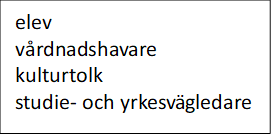 elev
vårdnadshavare
kulturtolk
studie- och yrkesvägledare